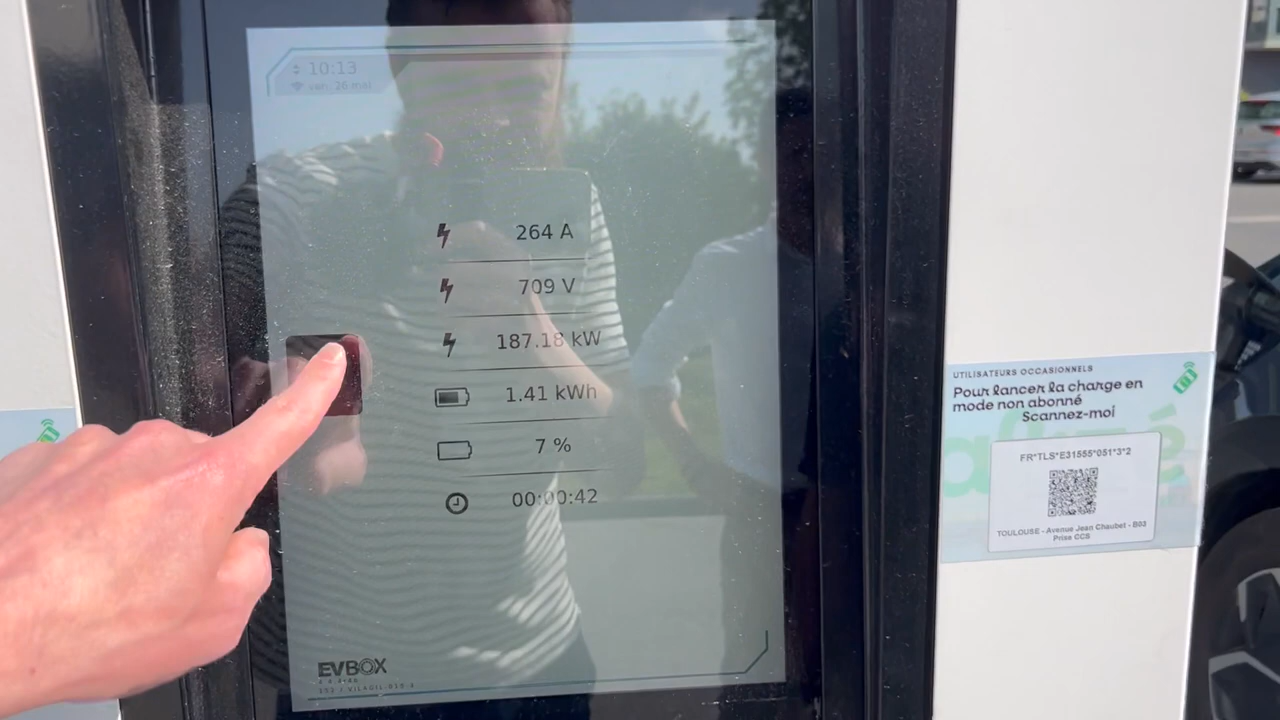 10:13
ven. 26 mai
264 A
709 V
187.18 kW
1.41 kWh
7 %
00:00:42
EVBOX
UTILISATEURS OCCASIONNELS
Pour lancer la charge en
mode non abonné
Scannez-moi
FR*TLS*E31555*051*3*2
TOULOUSE - Avenue Jean Chaubet - B03
Prise CCS